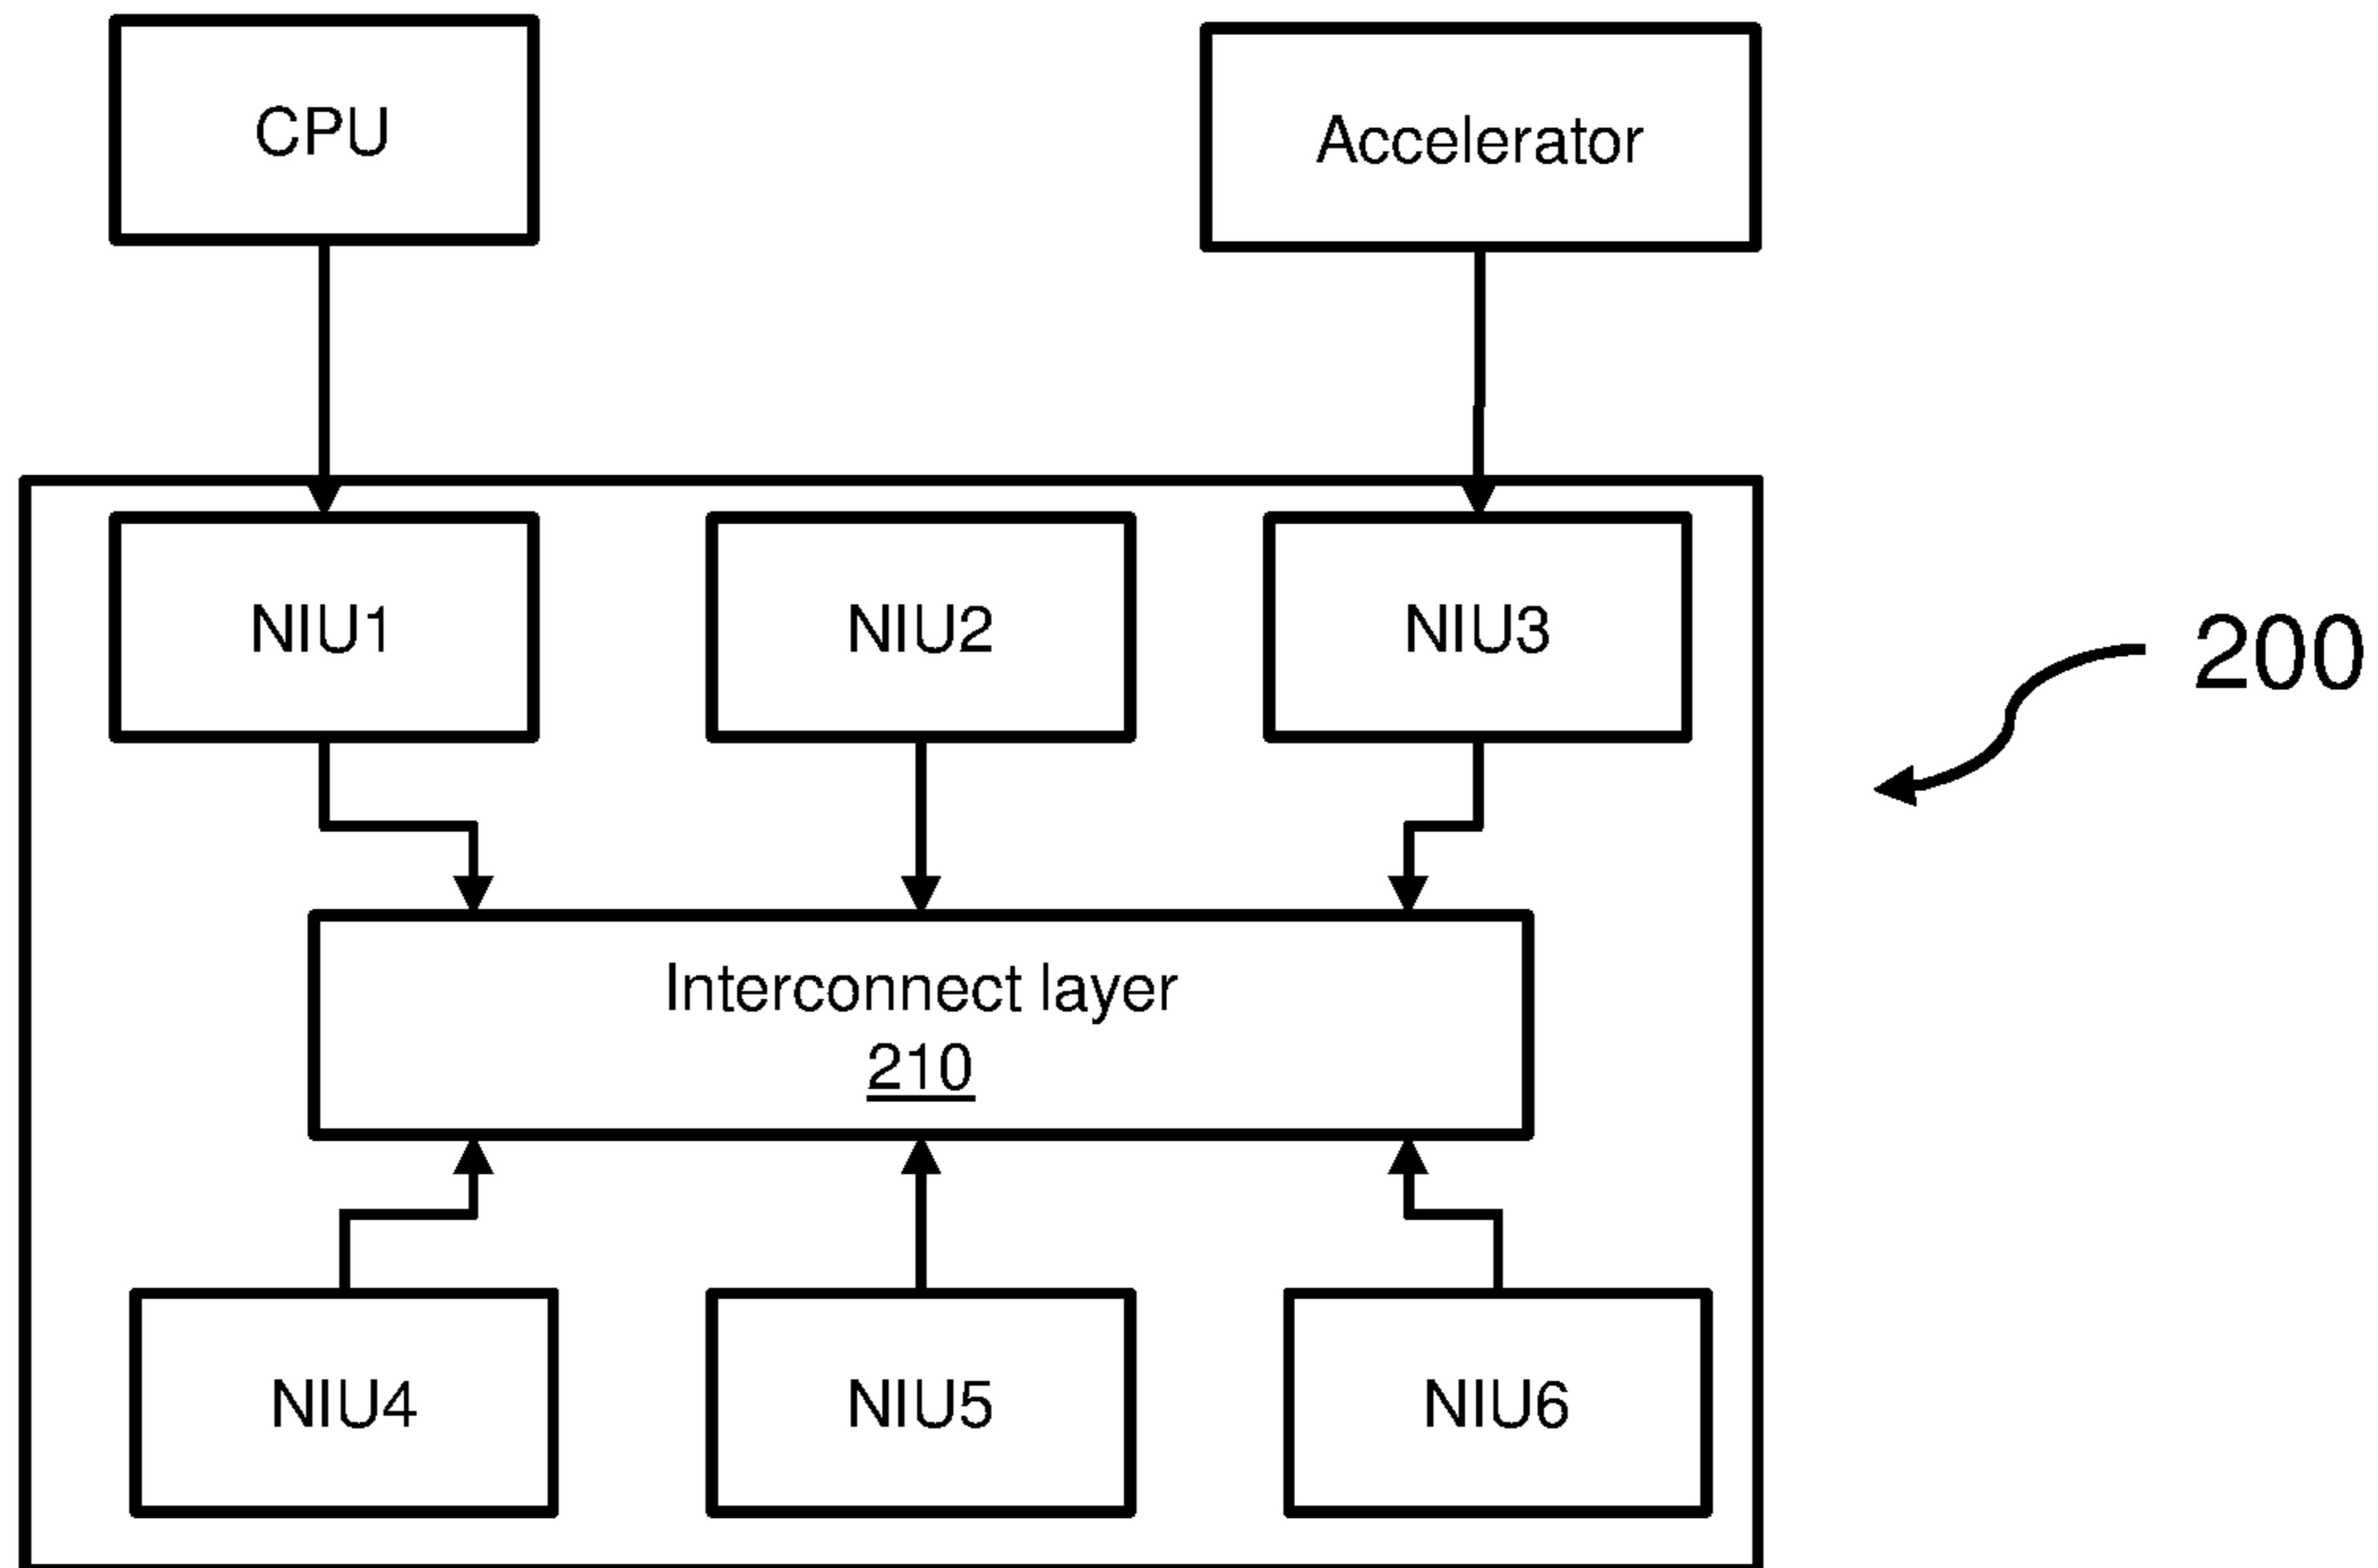 CPU
Accelerator
NIU1
NIU2
NIU3
200
Interconnect layer
210
NIU4
NIU5
NIU6